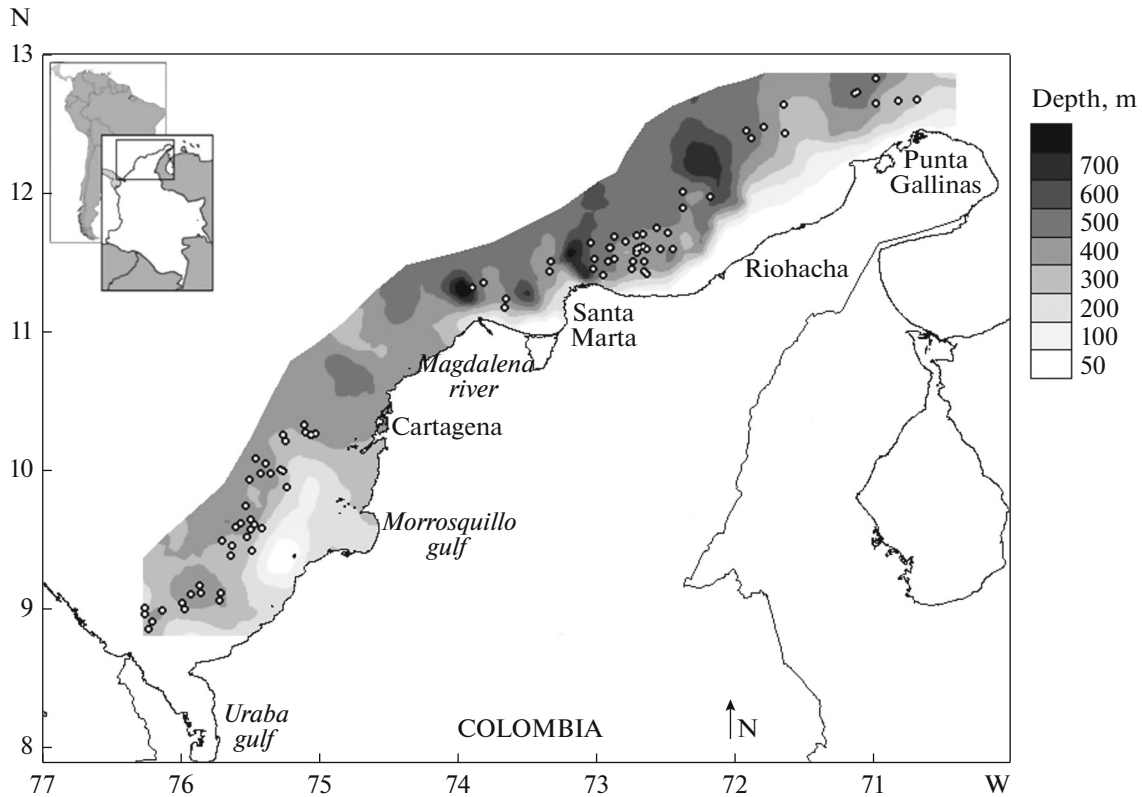 N
13
12
11
10
9
8
77
76
75
74
73
72
71
W
Depth, m
700
600
500
400
300
200
100
50
Punta
Gallinas
Riohacha
Santa
Marta
Magdalena
river
Cartagena
Morrosquillo
gulf
Uraba
gulf
COLOMBIA
N